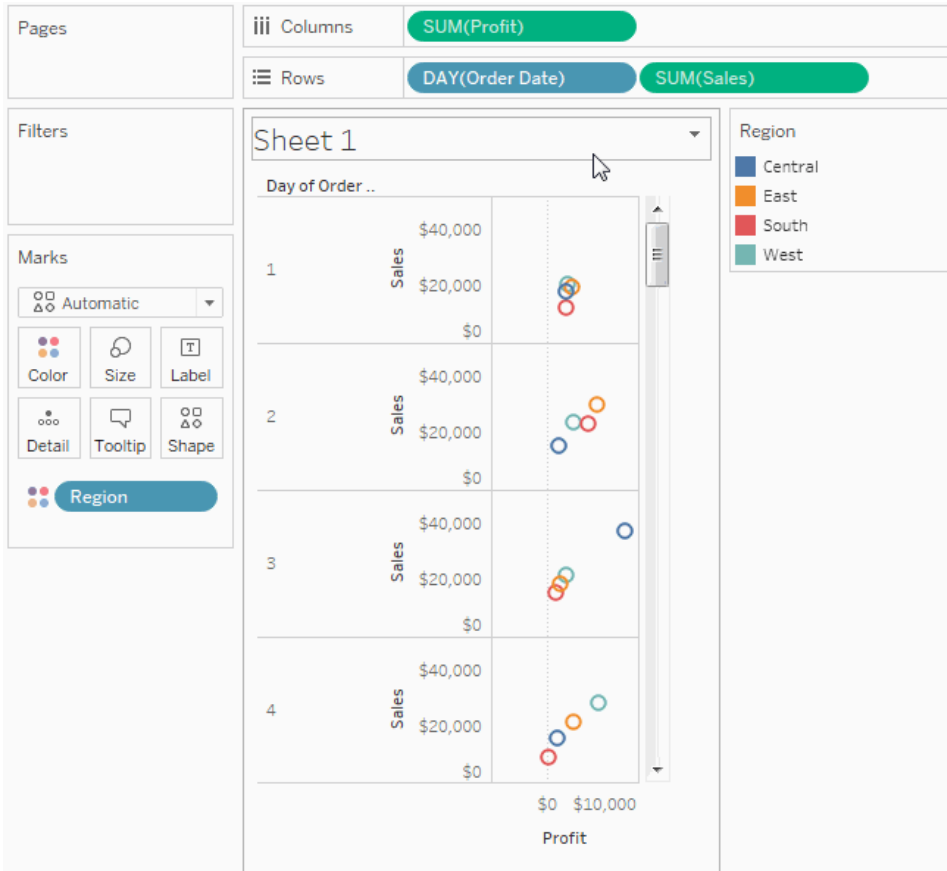 Pages
Columns SUM(Profit)
Rows DAY(Order Date) SUM(Sales)
Filters
Marks
Automatic
Color Size Label
T
Detail Tooltip Shape
Region
Sheet 1
Day of Order ..
1 Sales $40,000
$20,000
$0
2 Sales $40,000
$20,000
$0
3 Sales $40,000
$20,000
$0
4 Sales $40,000
$20,000
$0
$0 $10,000
Profit
Region
Central
East
South
West